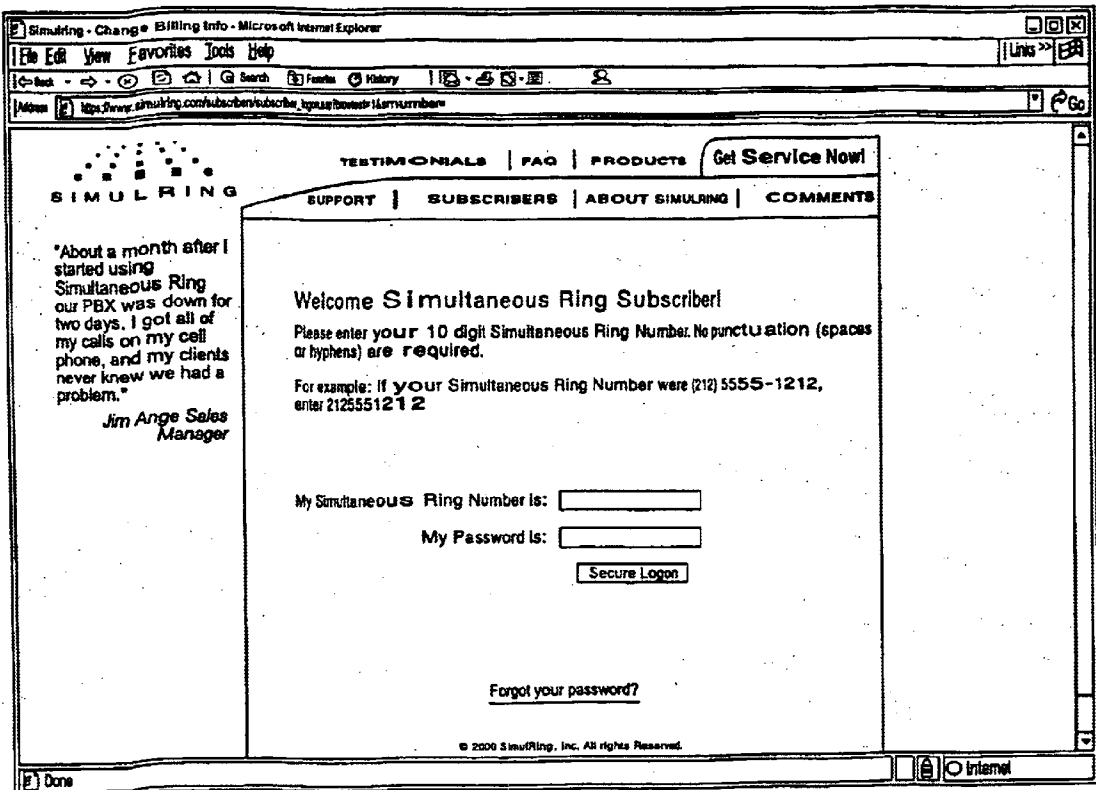 Simulring - Change Billing Info - Microsoft Internet Explorer
File Edit View Favorites Tools Help
Links >>
Back Search Favorites History
Address
Go
SIMULRING
TESTIMONIALS | FAQ | PRODUCTS Get Service Now!
SUPPORT | SUBSCRIBERS | ABOUT SIMULRING | COMMENTS
"About a month after I
started using
Simultaneous Ring
our PBX was down for
two days. I got all of
my calls on my cell
phone, and my clients
never knew we had a
problem."
Jim Ange Sales
Manager
Welcome Simultaneous Ring Subscriber!
Please enter your 10 digit Simultaneous Ring Number. No punctuation (spaces
or hyphens) are required.
For example: If your Simultaneous Ring Number were (212) 5555-1212,
enter 2125551212
My Simultaneous Ring Number is:
My Password is:
Secure Logon
Forgot your password?
© 2000 SimulRing, Inc. All rights Reserved.
Done
Internet